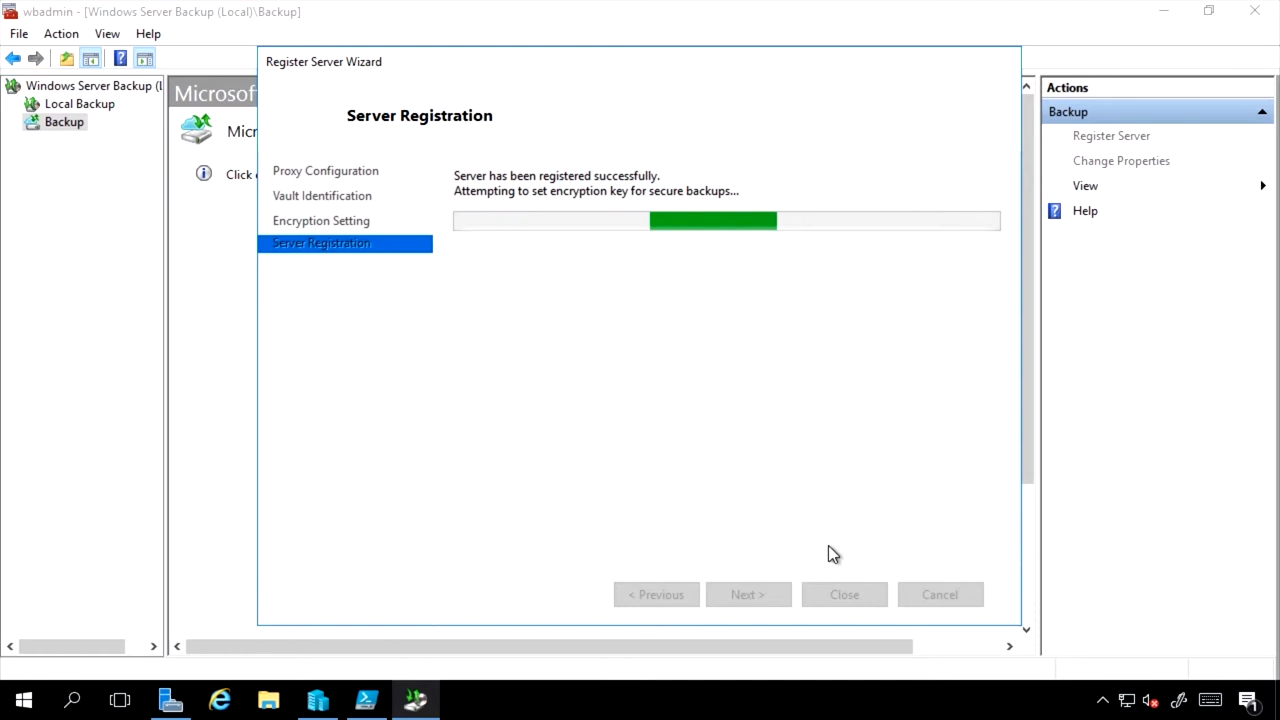 wbadmin - [Windows Server Backup (Local)\Backup]
File Action View Help
Windows Server Backup (L
Local Backup
Backup
Microsof
Micr
Click
Register Server Wizard
Server Registration
Proxy Configuration
Vault Identification
Encryption Setting
Server Registration
Server has been registered successfully.
Attempting to set encryption key for secure backups...
< Previous
Next >
Close
Cancel
Actions
Backup
Register Server
Change Properties
View
Help
1